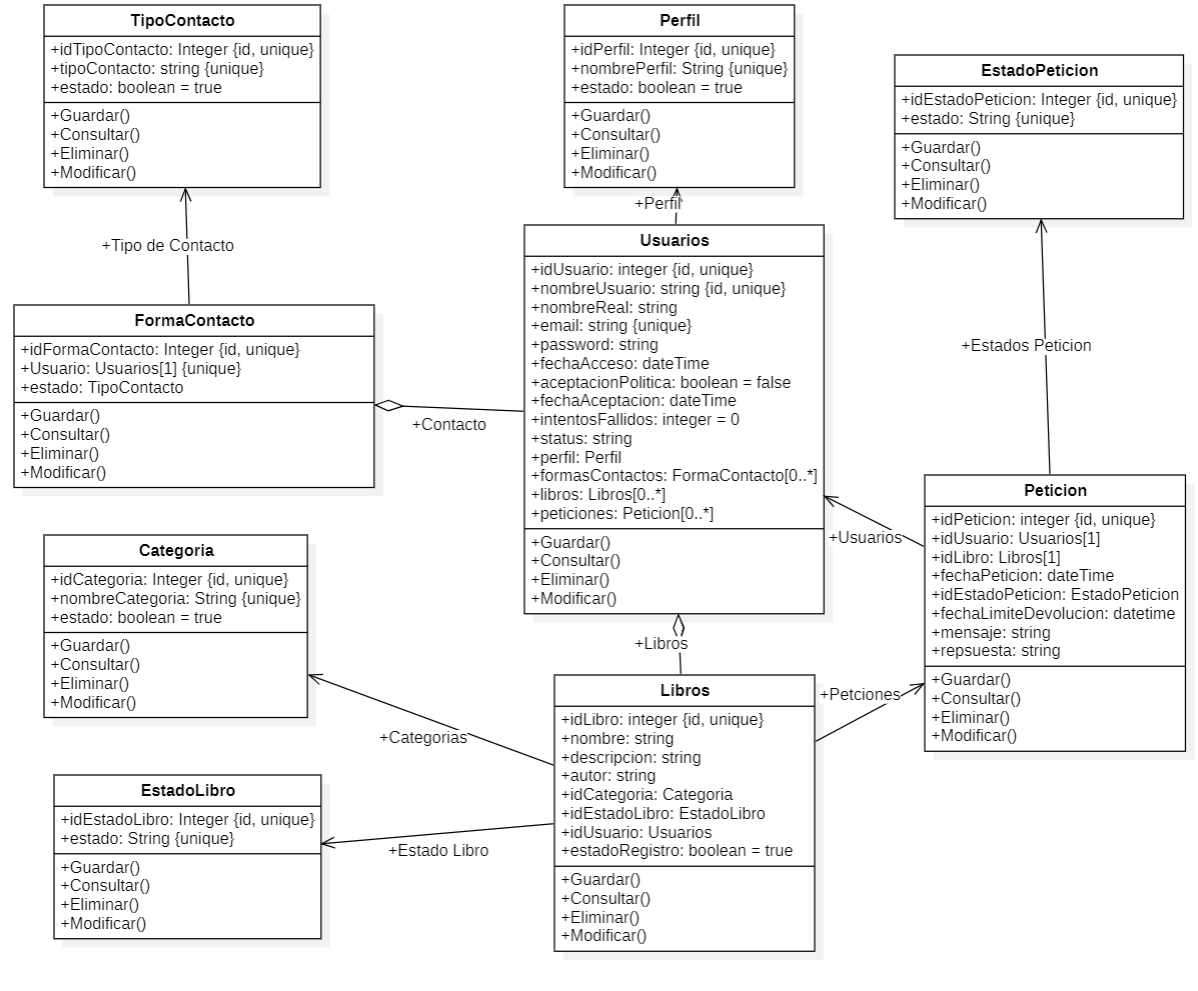 TipoContacto
+idTipoContacto: Integer {id, unique}
+tipoContacto: string {unique}
+estado: boolean = true
+Guardar()
+Consultar()
+Eliminar()
+Modificar()
Perfil
+idPerfil: Integer {id, unique}
+nombrePerfil: String {unique}
+estado: boolean = true
+Guardar()
+Consultar()
+Eliminar()
+Modificar()
EstadoPeticion
+idEstadoPeticion: Integer {id, unique}
+estado: String {unique}
+Guardar()
+Consultar()
+Eliminar()
+Modificar()
+Tipo de Contacto
+Perfil
Usuarios
+idUsuario: integer {id, unique}
+nombreUsuario: string {id, unique}
+nombreReal: string
+email: string {unique}
+password: string
+fechaAcceso: dateTime
+aceptacionPolitica: boolean = false
+fechaAceptacion: dateTime
+intentosFallidos: integer = 0
+status: string
+perfil: Perfil
+formasContactos: FormaContacto[0..*]
+libros: Libros[0..*]
+peticiones: Peticion[0..*]
+Guardar()
+Consultar()
+Eliminar()
+Modificar()
FormaContacto
+idFormaContacto: Integer {id, unique}
+Usuario: Usuarios[1] {unique}
+estado: TipoContacto
+Guardar()
+Consultar()
+Eliminar()
+Modificar()
+Contacto
+Estados Peticion
Peticion
+idPeticion: integer {id, unique}
+idUsuario: Usuarios[1]
+idLibro: Libros[1]
+fechaPeticion: dateTime
+idEstadoPeticion: EstadoPeticion
+fechaLimiteDevolucion: datetime
+mensaje: string
+repsuesta: string
+Guardar()
+Consultar()
+Eliminar()
+Modificar()
+Usuarios
Categoria
+idCategoria: Integer {id, unique}
+nombreCategoria: String {unique}
+estado: boolean = true
+Guardar()
+Consultar()
+Eliminar()
+Modificar()
+Libros
+Petciones
+Categorias
Libros
+idLibro: integer {id, unique}
+nombre: string
+descripcion: string
+autor: string
+idCategoria: Categoria
+idEstadoLibro: EstadoLibro
+idUsuario: Usuarios
+estadoRegistro: boolean = true
+Guardar()
+Consultar()
+Eliminar()
+Modificar()
EstadoLibro
+idEstadoLibro: Integer {id, unique}
+estado: String {unique}
+Guardar()
+Consultar()
+Eliminar()
+Modificar()
+Estado Libro